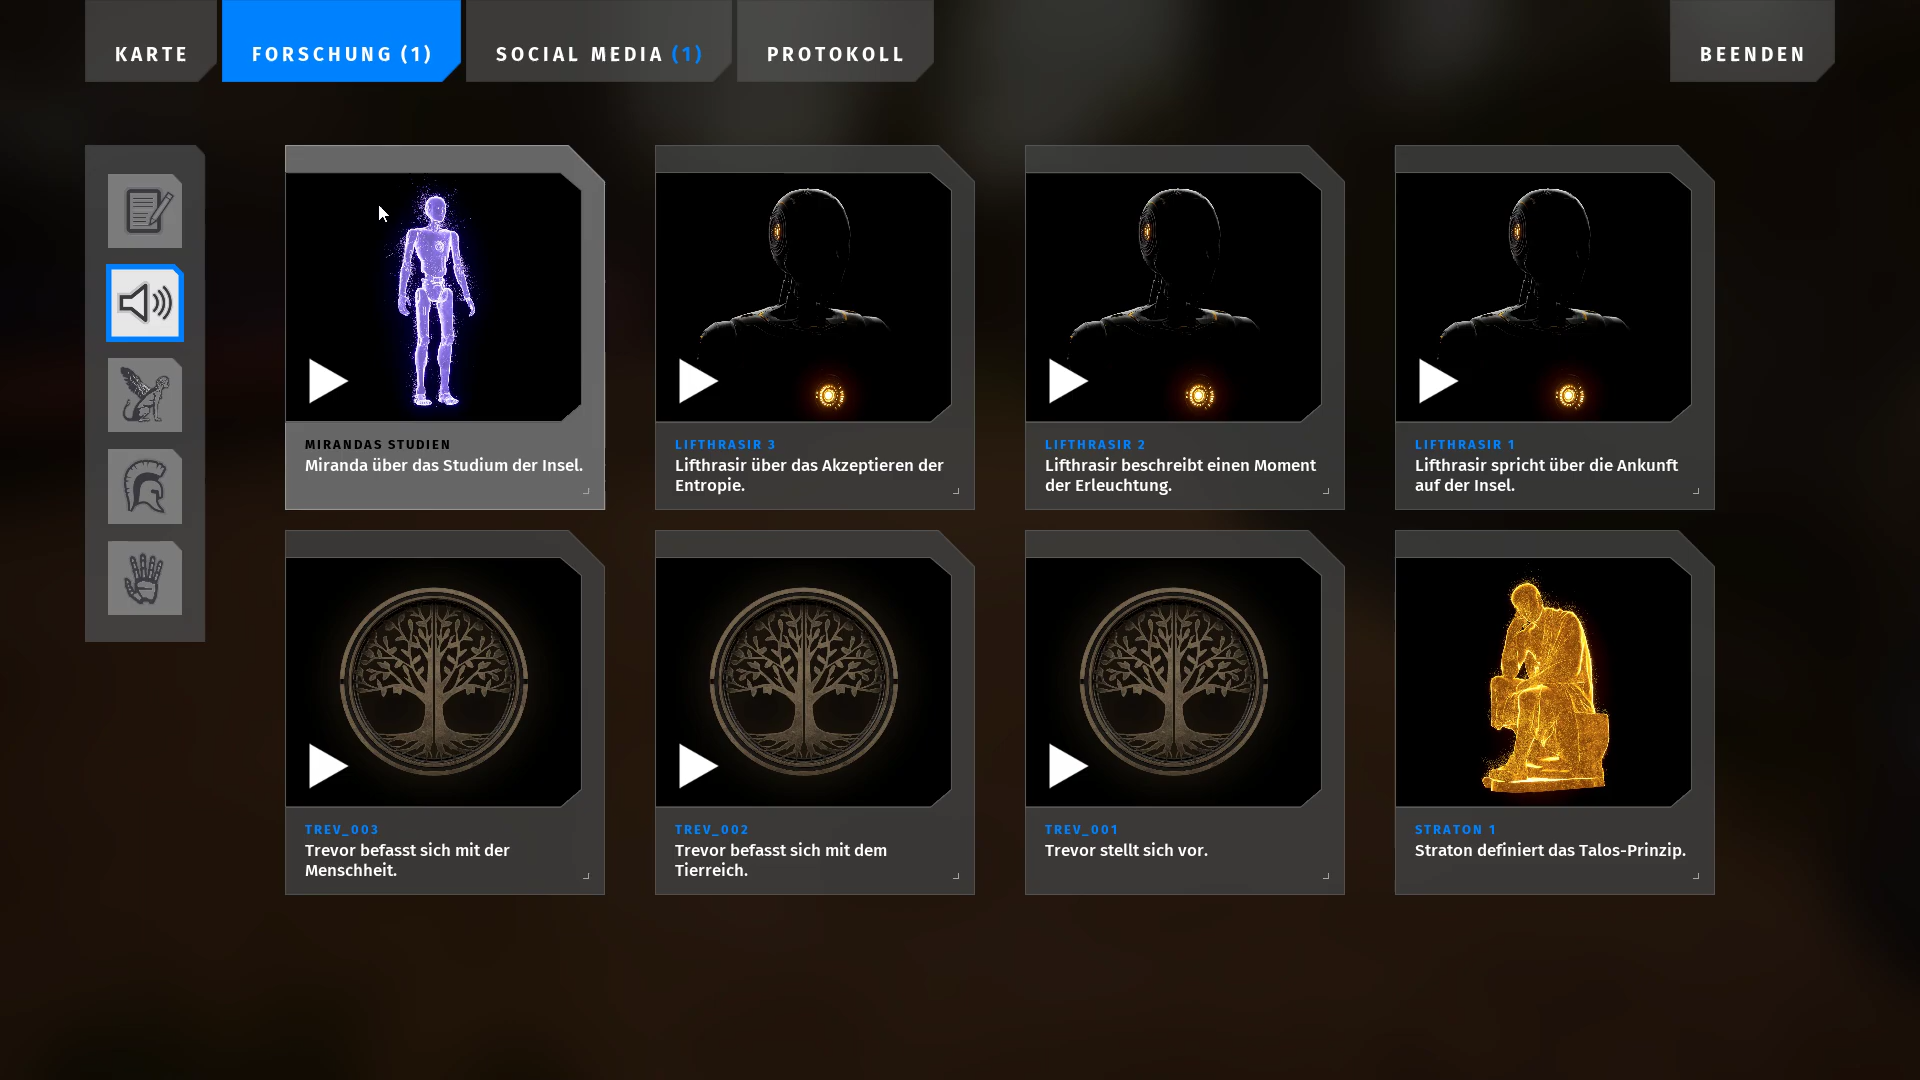 KARTE
FORSCHUNG (1)
SOCIAL MEDIA (1)
PROTOKOLL
BEENDEN
MIRANDAS STUDIEN
Miranda über das Studium der Insel.
LIFTHRASIR 3
Lifthrasir über das Akzeptieren der
Entropie.
LIFTHRASIR 2
Lifthrasir beschreibt einen Moment
der Erleuchtung.
LIFTHRASIR 1
Lifthrasir spricht über die Ankunft
auf der Insel.
TREV_003
Trevor befasst sich mit der
Menschheit.
TREV_002
Trevor befasst sich mit dem
Tierreich.
TREV_001
Trevor stellt sich vor.
STRATON 1
Straton definiert das Talos-Prinzip.